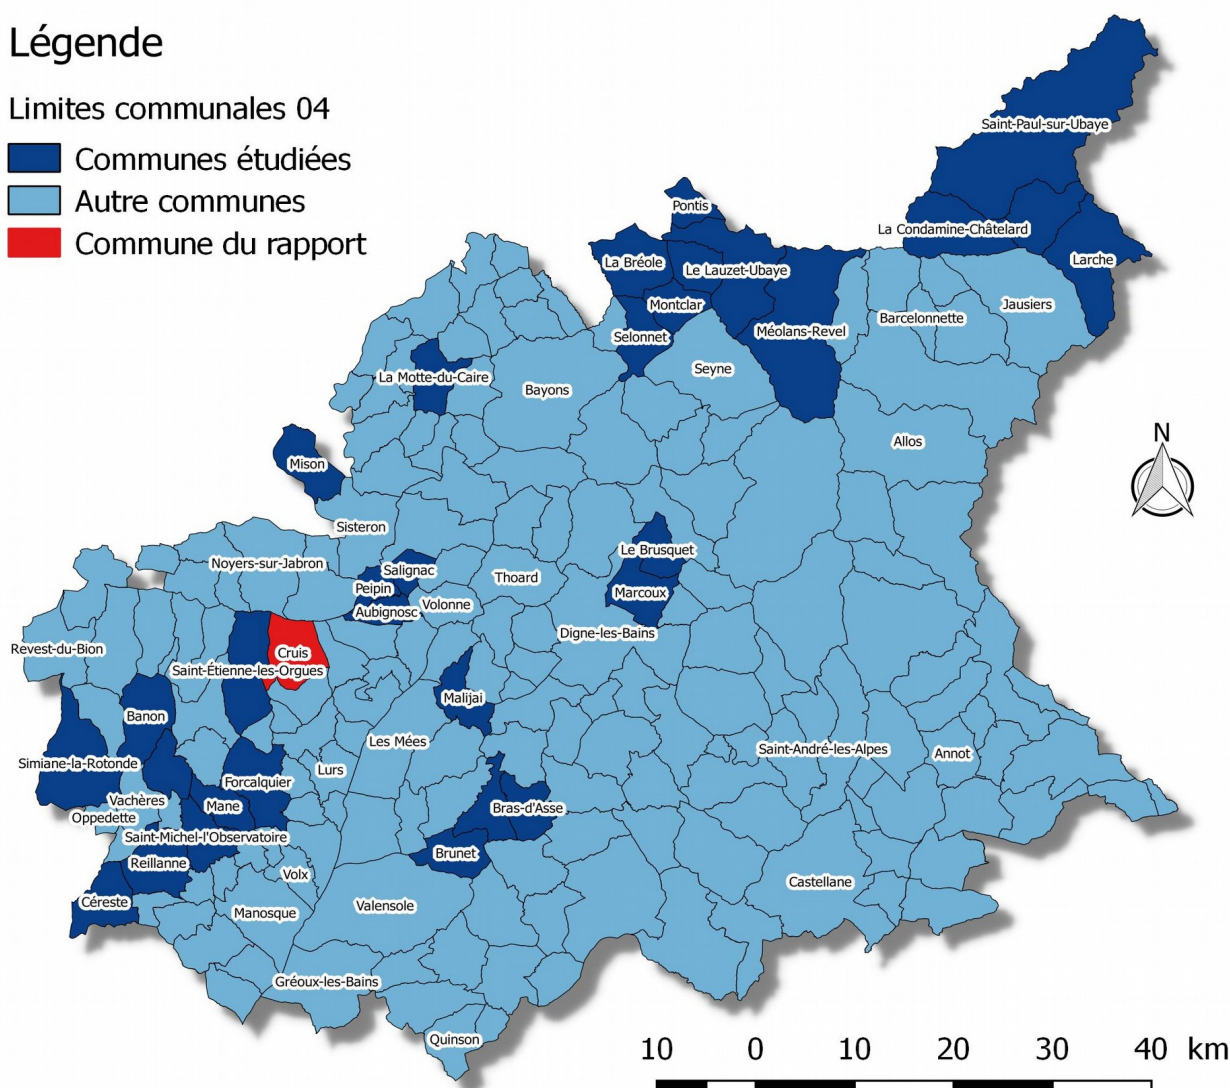 Légende
Limites communales 04
Communes étudiées
Autre communes
Commune du rapport
Saint-Paul-sur-Ubaye
Pontis
La Condamine-Châtelard
La Bréole
Le Lauzet-Ubaye
Larche
Montclar
Jausiers
Barcelonnette
Selonnet
Méolans-Revel
La Motte-du-Caire
Seyne
Bayons
Allos
N
Mison
Sisteron
Le Brusquet
Noyers-sur-Jabron
Salignac
Thoard
Peipin
Marcoux
Aubignosc
Volonne
Digne-les-Bains
Revest-du-Bion
Cruis
Saint-Étienne-les-Orgues
Malijai
Banon
Les Mées
Saint-André-les-Alpes
Annot
Simiane-la-Rotonde
Lurs
Forcalquier
Vachères
Mane
Bras-d'Asse
Oppedette
Saint-Michel-l'Observatoire
Brunet
Reillanne
Volx
Castellane
Céreste
Manosque
Valensole
Gréoux-les-Bains
Quinson
10 0 10 20 30 40 km